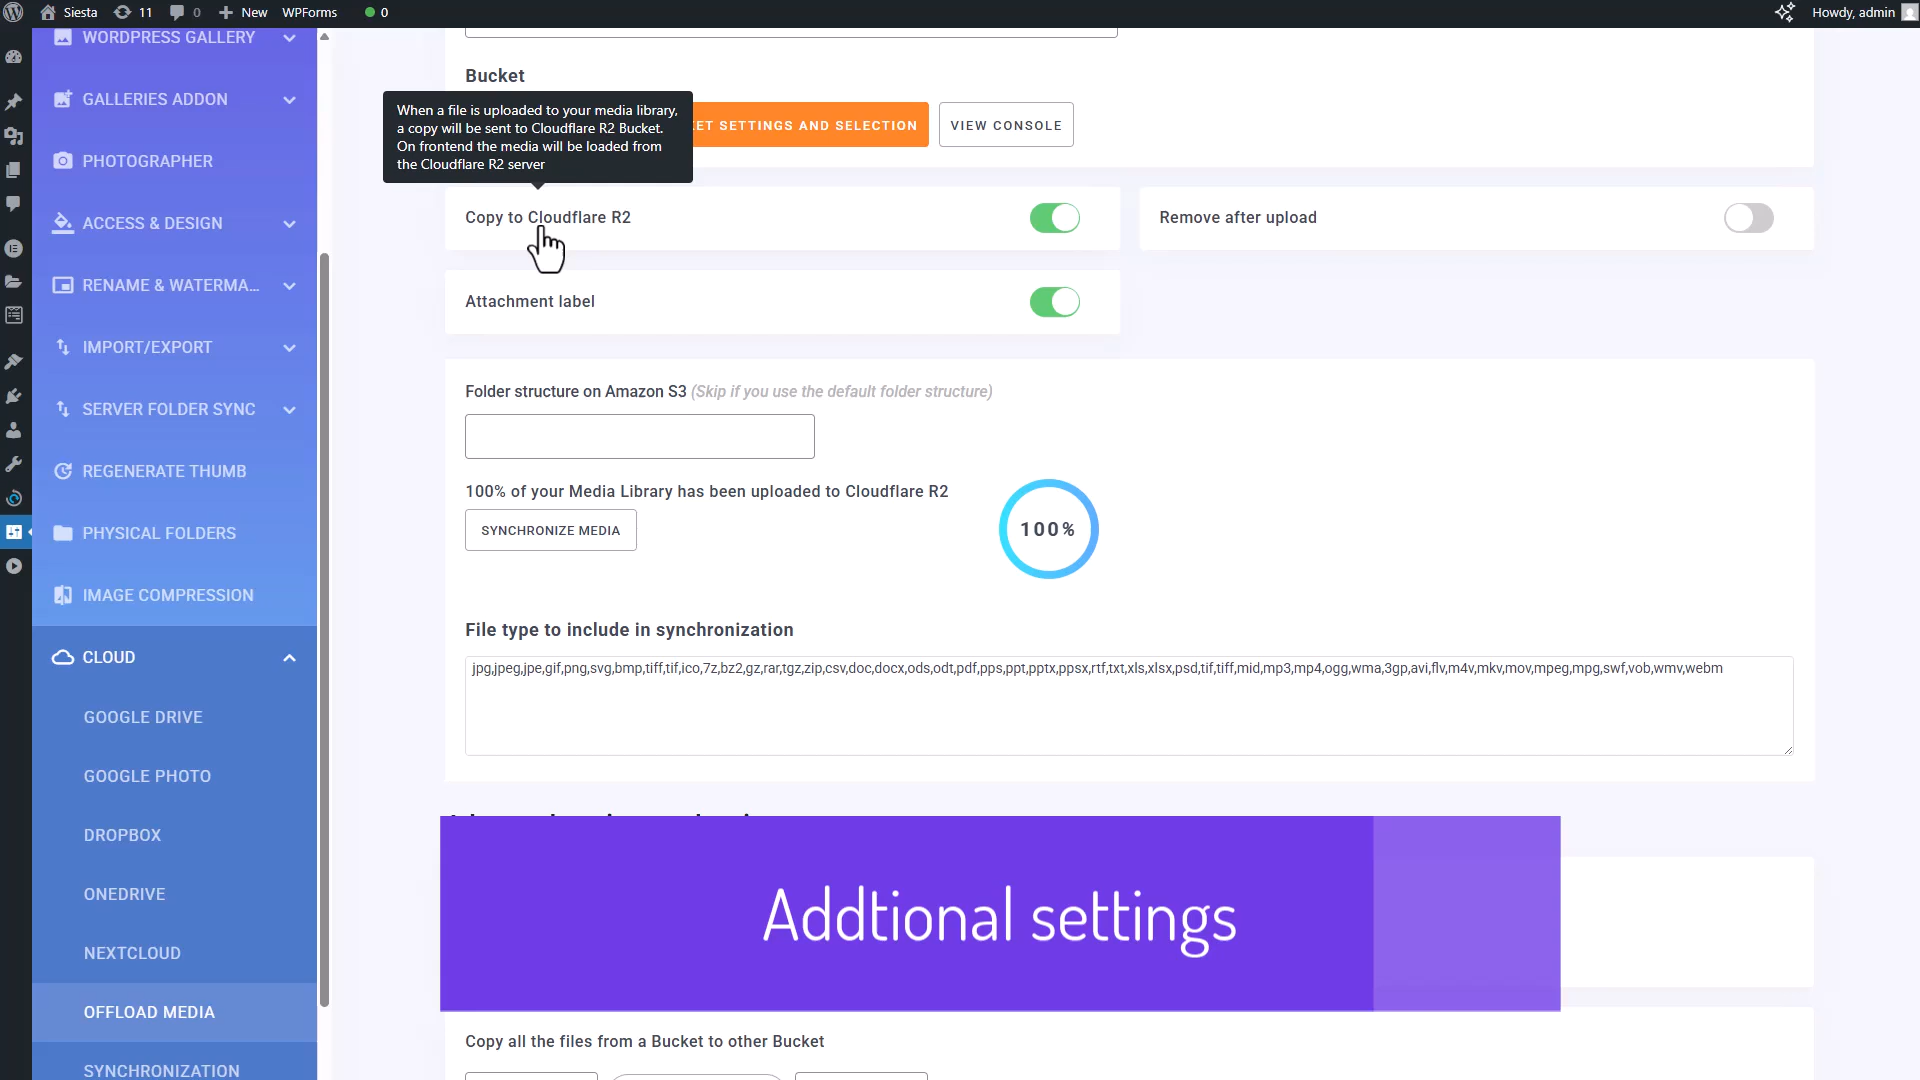 Siesta
11
0
New
WPForms
0
Howdy, admin
WORDPRESS GALLERY
GALLERIES ADDON
PHOTOGRAPHER
ACCESS & DESIGN
RENAME & WATERMA...
IMPORT/EXPORT
SERVER FOLDER SYNC
REGENERATE THUMB
PHYSICAL FOLDERS
IMAGE COMPRESSION
CLOUD
GOOGLE DRIVE
GOOGLE PHOTO
DROPBOX
ONEDRIVE
NEXTCLOUD
OFFLOAD MEDIA
SYNCHRONIZATION
Bucket
When a file is uploaded to your media library,
a copy will be sent to Cloudflare R2 Bucket.
On frontend the media will be loaded from
the Cloudflare R2 server
SETTINGS AND SELECTION
VIEW CONSOLE
Copy to Cloudflare R2
Remove after upload
Attachment label
Folder structure on Amazon S3 (Skip if you use the default folder structure)
100% of your Media Library has been uploaded to Cloudflare R2
SYNCHRONIZE MEDIA
100%
File type to include in synchronization
jpg,jpeg,jpe,gif,png,svg,bmp,tiff,tif,ico,7z,bz2,gz,rar,tgz,zip,csv,doc,docx,ods,odt,pdf,pps,ppt,pptx,ppsx,rtf,txt,xls,xlsx,psd,tif,tiff,mid,mp3,mp4,ogg,wma,3gp,avi,flv,m4v,mkv,mov,mpeg,mpg,swf,vob,wmv,webm
Addtional settings
Copy all the files from a Bucket to other Bucket